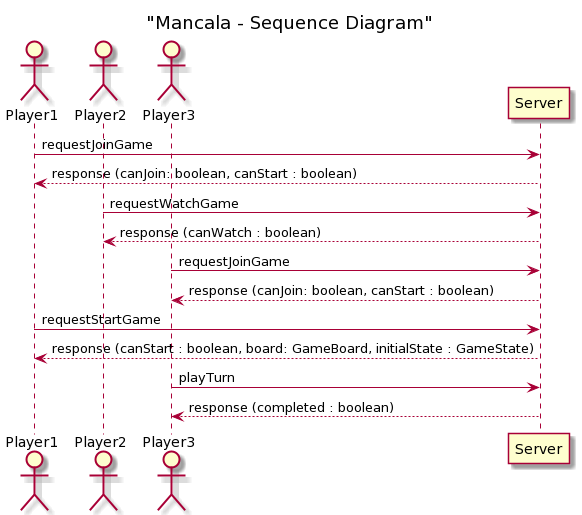 "Mancala - Sequence Diagram"
Player1 Player2 Player3 Server
requestJoinGame
response (canJoin: boolean, canStart : boolean)
requestWatchGame
response (canWatch : boolean)
requestJoinGame
response (canJoin: boolean, canStart : boolean)
requestStartGame
response (canStart : boolean, board: GameBoard, initialState : GameState)
playTurn
response (completed : boolean)
Player1 Player2 Player3 Server